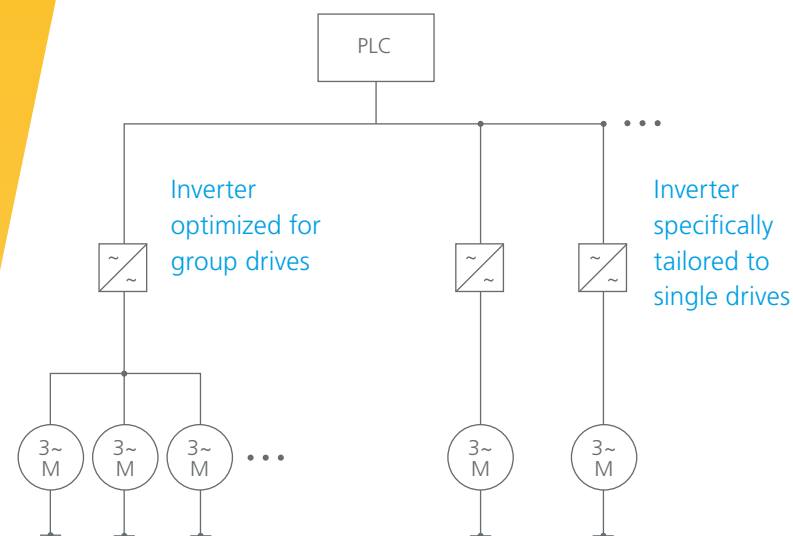 PLC
Inverter
optimized for
group drives
Inverter
specifically
tailored to
single drives
~
~
~
~
~
~
3~
M
3~
M
3~
M
3~
M
3~
M